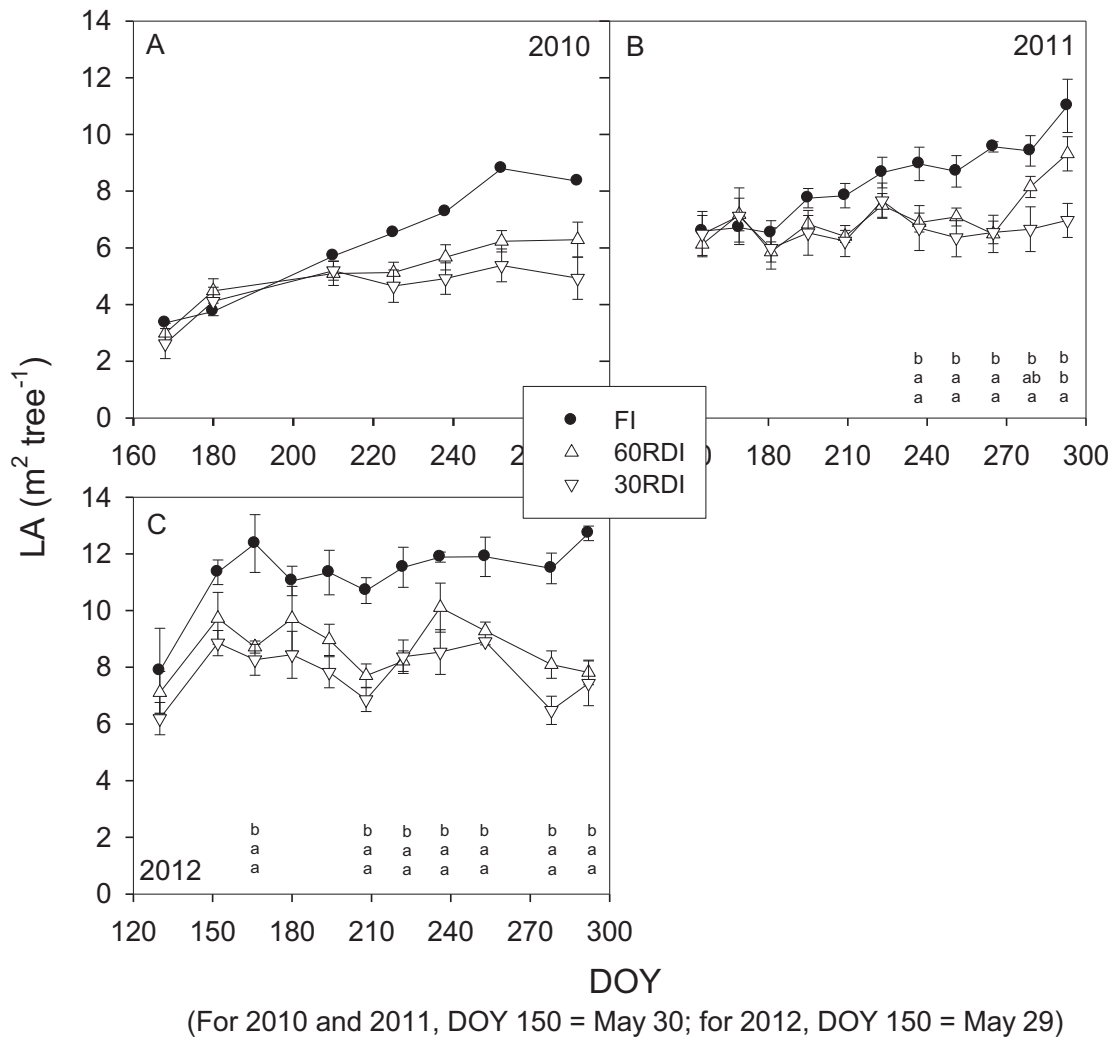 14
12
10
8
6
4
2
0
A
2010
B
2011
b b b b b
a a a ab b
a a a a a
FI
60RDI
30RDI
160 180 200 220 240
180 210 240 270 300
LA (m² tree⁻¹)
14
12
10
8
6
4
2
0
C
b b b b b b b
a a a a a a a
a a a a a a a
2012
120 150 180 210 240 270 300
DOY
(For 2010 and 2011, DOY 150 = May 30; for 2012, DOY 150 = May 29)